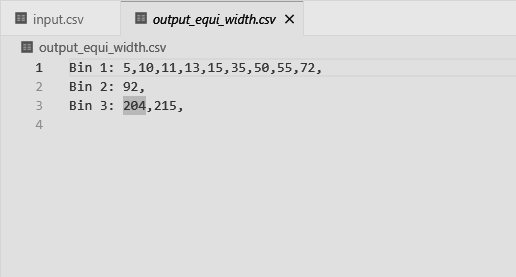 input.csv output_equi_width.csv
output_equi_width.csv
1 Bin 1: 5,10,11,13,15,35,50,55,72,
2 Bin 2: 92,
3 Bin 3: 204,215,
4